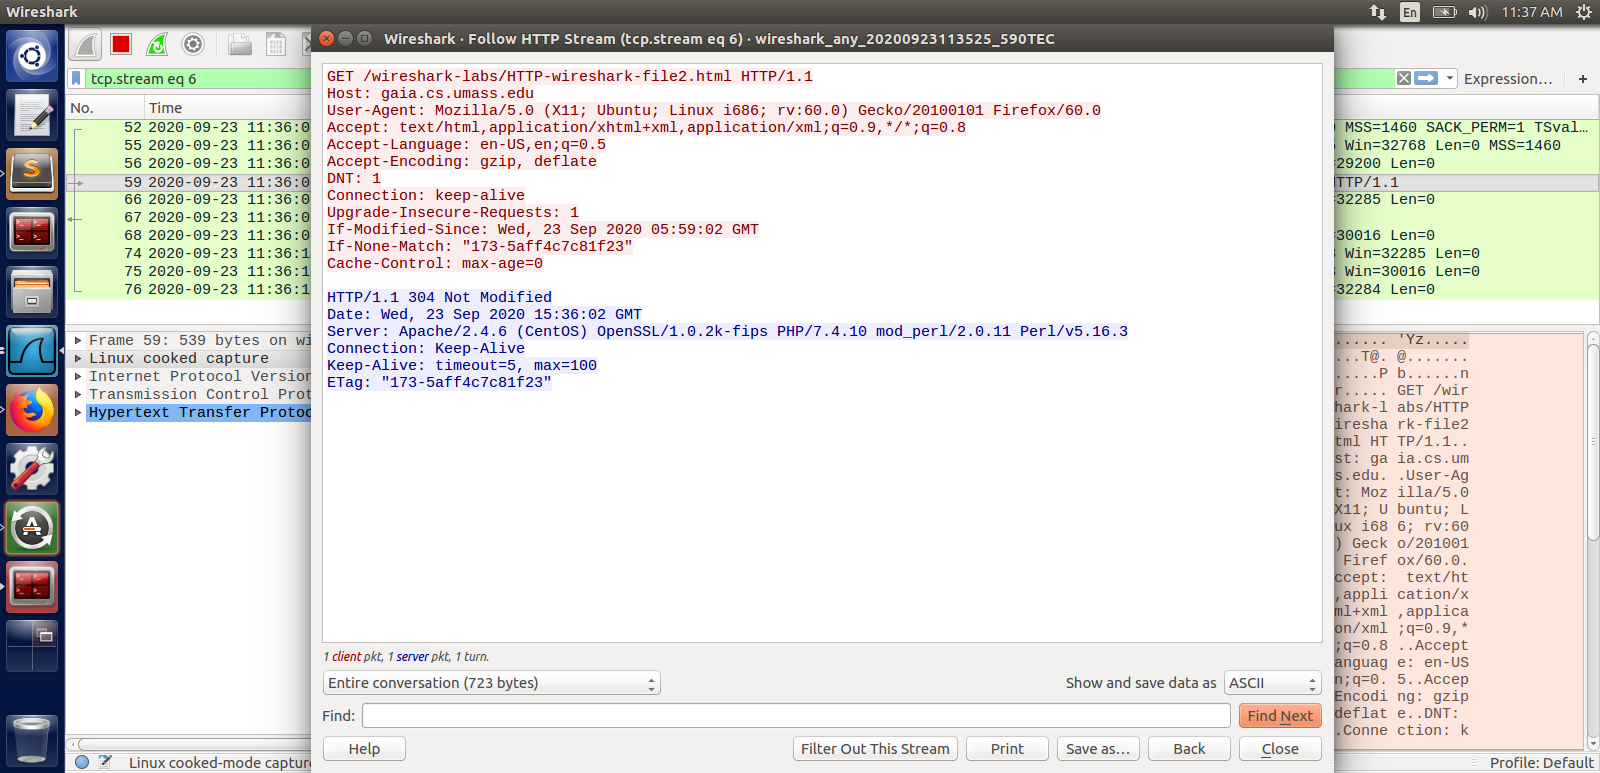 Wireshark
En
11:37 AM
Wireshark · Follow HTTP Stream (tcp.stream eq 6) · wireshark_any_20200923113525_590TEC
tcp.stream eq 6
Expression…
+
No. Time
52 2020-09-23 11:36:0
55 2020-09-23 11:36:0
56 2020-09-23 11:36:0
59 2020-09-23 11:36:0
66 2020-09-23 11:36:0
67 2020-09-23 11:36:0
68 2020-09-23 11:36:0
74 2020-09-23 11:36:1
75 2020-09-23 11:36:1
76 2020-09-23 11:36:1
MSS=1460 SACK_PERM=1 TSval…
Win=32768 Len=0 MSS=1460
=29200 Len=0
TTP/1.1
=32285 Len=0
=30016 Len=0
Win=32285 Len=0
Win=30016 Len=0
=32284 Len=0
Frame 59: 539 bytes on wi
Linux cooked capture
Internet Protocol Version
Transmission Control Prot
Hypertext Transfer Protoc
GET /wireshark-labs/HTTP-wireshark-file2.html HTTP/1.1
Host: gaia.cs.umass.edu
User-Agent: Mozilla/5.0 (X11; Ubuntu; Linux i686; rv:60.0) Gecko/20100101 Firefox/60.0
Accept: text/html,application/xhtml+xml,application/xml;q=0.9,*/*;q=0.8
Accept-Language: en-US,en;q=0.5
Accept-Encoding: gzip, deflate
DNT: 1
Connection: keep-alive
Upgrade-Insecure-Requests: 1
If-Modified-Since: Wed, 23 Sep 2020 05:59:02 GMT
If-None-Match: "173-5aff4c7c81f23"
Cache-Control: max-age=0
HTTP/1.1 304 Not Modified
Date: Wed, 23 Sep 2020 15:36:02 GMT
Server: Apache/2.4.6 (CentOS) OpenSSL/1.0.2k-fips PHP/7.4.10 mod_perl/2.0.11 Perl/v5.16.3
Connection: Keep-Alive
Keep-Alive: timeout=5, max=100
ETag: "173-5aff4c7c81f23"
...... 'Yz.....
...T@. @.......
.....P b......n
r..... GET /wir
hark-l abs/HTTP
iresha rk-file2
tml HT TP/1.1..
st: ga ia.cs.um
s.edu. .User-Ag
t: Moz illa/5.0
X11; U buntu; L
ux i68 6; rv:60
) Geck o/201001
Firef ox/60.0.
ccept:  text/ht
,appli cation/x
ml+xml ,applica
on/xml ;q=0.9,*
;q=0.8 ..Accept
anguag e: en-US
n;q=0. 5..Accep
Encodi ng: gzip
deflat e..DNT:
.Conne ction: k
1 client pkt, 1 server pkt, 1 turn.
Entire conversation (723 bytes)
Show and save data as ASCII
Find:
Find Next
Help
Filter Out This Stream
Print
Save as…
Back
Close
Linux cooked-mode captur
Profile: Default